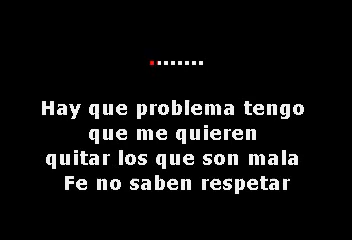 Hay que problema tengo
que me quieren
quitar los que son mala
Fe no saben respetar